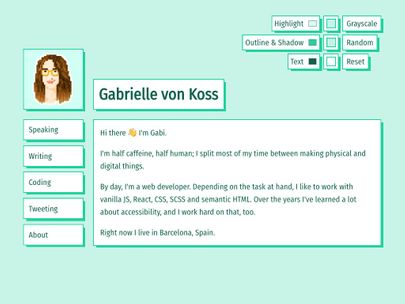 Highlight
Grayscale
Outline & Shadow
Random
Text
Reset
Gabrielle von Koss
Speaking
Writing
Coding
Tweeting
About
Hi there 👋 I'm Gabi.
I'm half caffeine, half human; I split most of my time between making physical and
digital things.
By day, I'm a web developer. Depending on the task at hand, I like to work with
vanilla JS, React, CSS, SCSS and semantic HTML. Over the years I've learned a lot
about accessibility, and I work hard on that, too.
Right now I live in Barcelona, Spain.